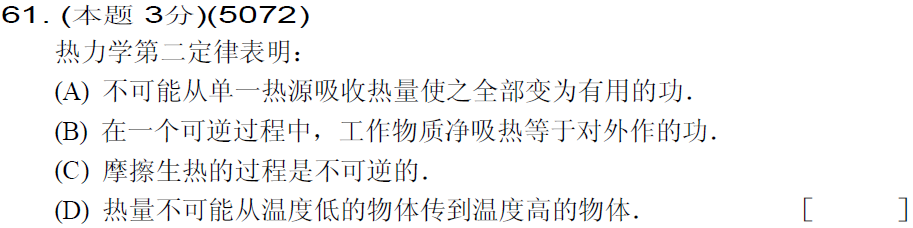 61. (本题 3分)(5072)
热力学第二定律表明:
(A) 不可能从单一热源吸收热量使之全部变为有用的功.
(B) 在一个可逆过程中，工作物质净吸热等于对外作的功.
(C) 摩擦生热的过程是不可逆的.
(D) 热量不可能从温度低的物体传到温度高的物体. [ ]